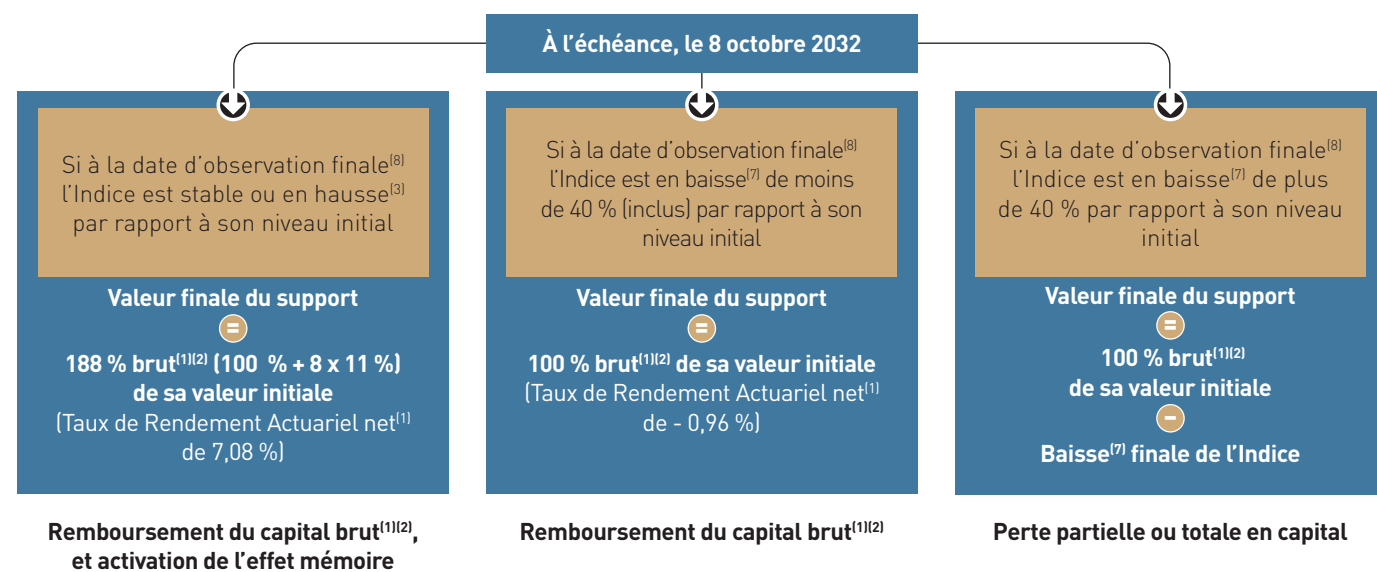 À l'échéance, le 8 octobre 2032
Si à la date d'observation finale(8)
l'Indice est stable ou en hausse(3)
par rapport à son niveau initial
Valeur finale du support
=
188 % brut(1)(2) (100 % + 8 x 11 %)
de sa valeur initiale
(Taux de Rendement Actuariel net(1)
de 7,08 %)
Remboursement du capital brut(1)(2),
et activation de l'effet mémoire
Si à la date d'observation finale(8)
l'Indice est en baisse(7) de moins
de 40 % (inclus) par rapport à son
niveau initial
Valeur finale du support
=
100 % brut(1)(2) de sa valeur initiale
(Taux de Rendement Actuariel net(1)
de - 0,96 %)
Remboursement du capital brut(1)(2)
Si à la date d'observation finale(8)
l'Indice est en baisse(7) de plus
de 40 % par rapport à son niveau
initial
Valeur finale du support
=
100 % brut(1)(2)
de sa valeur initiale
-
Baisse(7) finale de l'Indice
Perte partielle ou totale en capital